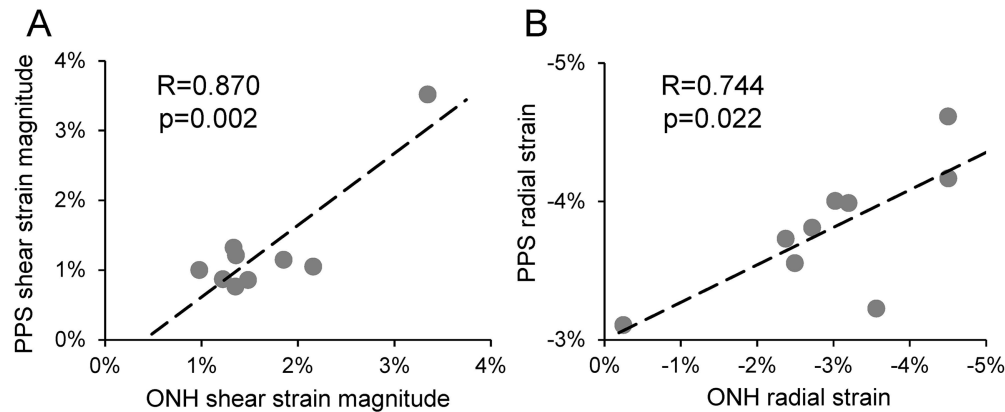 A
R=0.870
p=0.002
PPS shear strain magnitude
4%
3%
2%
1%
0%
0%
1%
2%
3%
4%
ONH shear strain magnitude
B
R=0.744
p=0.022
PPS radial strain
-5%
-4%
-3%
0%
-1%
-2%
-3%
-4%
-5%
ONH radial strain